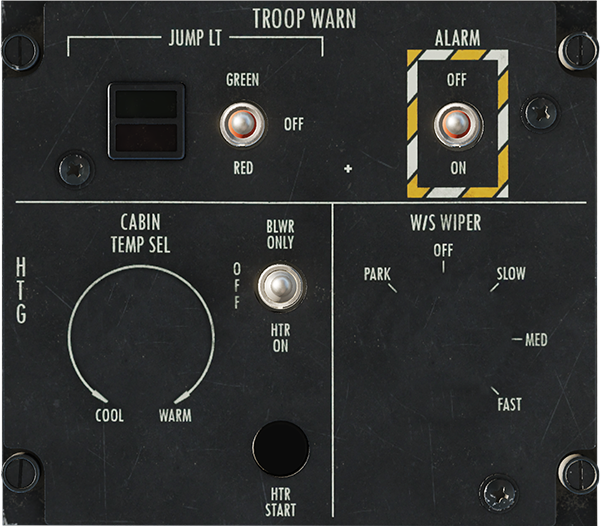 TROOP WARN
JUMP LT
ALARM
GREEN
OFF
RED
OFF
ON
CABIN
TEMP SEL
HTG
COOL
WARM
BLWR
ONLY
OFF
HTR
ON
HTR
START
W/S WIPER
OFF
PARK
SLOW
MED
FAST